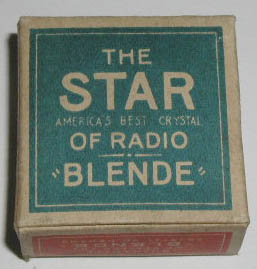 THE
STAR
AMERICA'S BEST CRYSTAL
OF RADIO
"BLENDE"